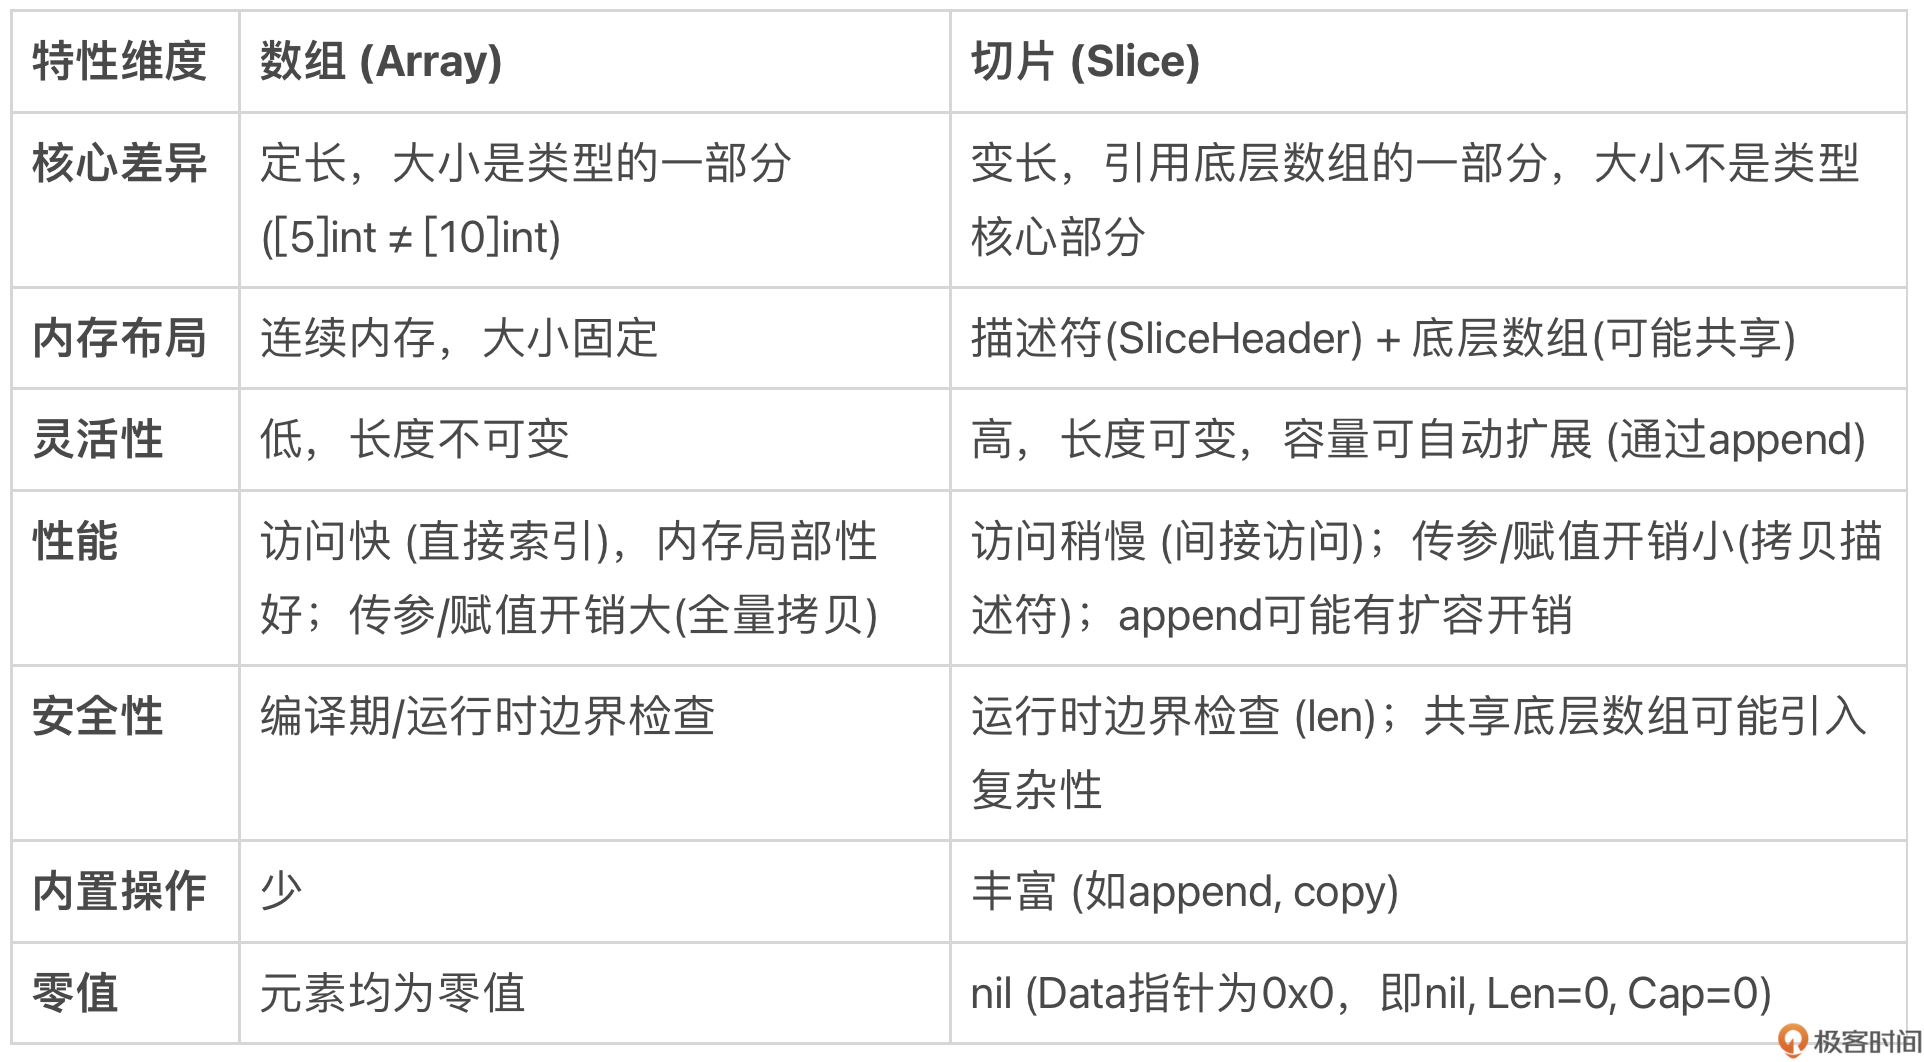 特性维度 数组 (Array) 切片 (Slice)
核心差异 定长，大小是类型的一部分 变长，引用底层数组的一部分，大小不是类型
([5]int ≠ [10]int) 核心部分
内存布局 连续内存，大小固定 描述符(SliceHeader) + 底层数组(可能共享)
灵活性 低，长度不可变 高，长度可变，容量可自动扩展 (通过append)
性能 访问快 (直接索引)，内存局部性 访问稍慢 (间接访问)；传参/赋值开销小(拷贝描
好；传参/赋值开销大(全量拷贝) 述符)；append可能有扩容开销
安全性 编译期/运行时边界检查 运行时边界检查 (len)；共享底层数组可能引入
复杂性
内置操作 少 丰富 (如append, copy)
零值 元素均为零值 nil (Data指针为0x0，即nil, Len=0, Cap=0)
极客时间